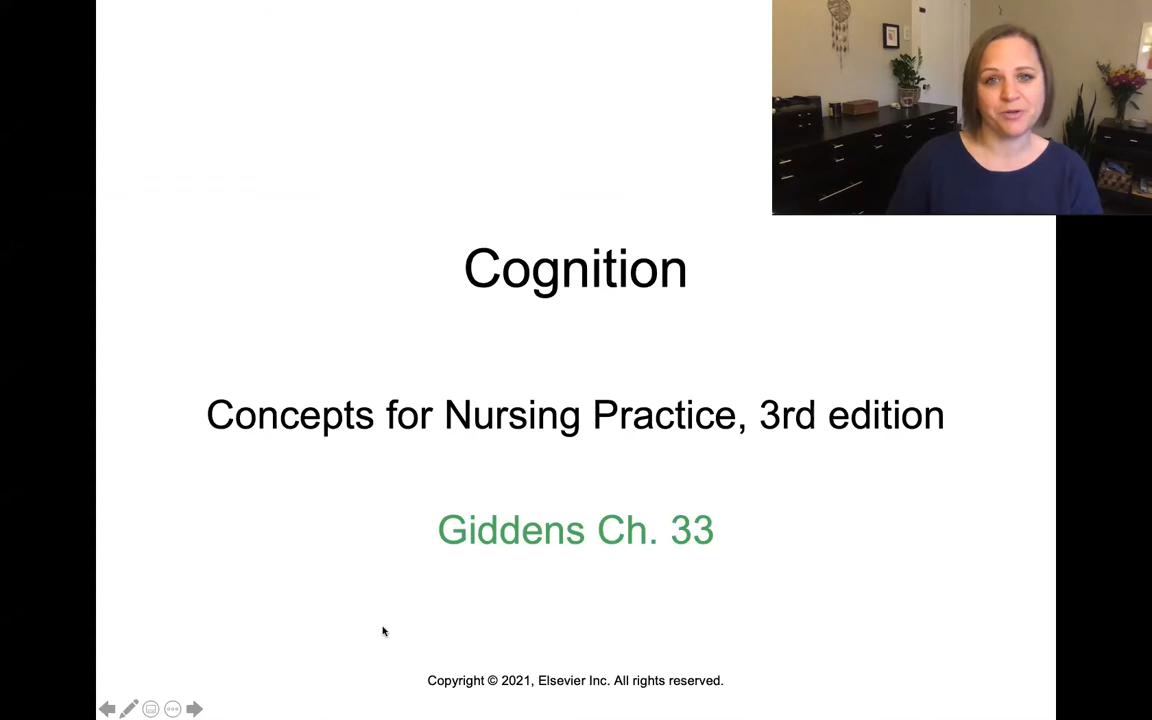 Cognition
Concepts for Nursing Practice, 3rd edition
Giddens Ch. 33
Copyright © 2021, Elsevier Inc. All rights reserved.